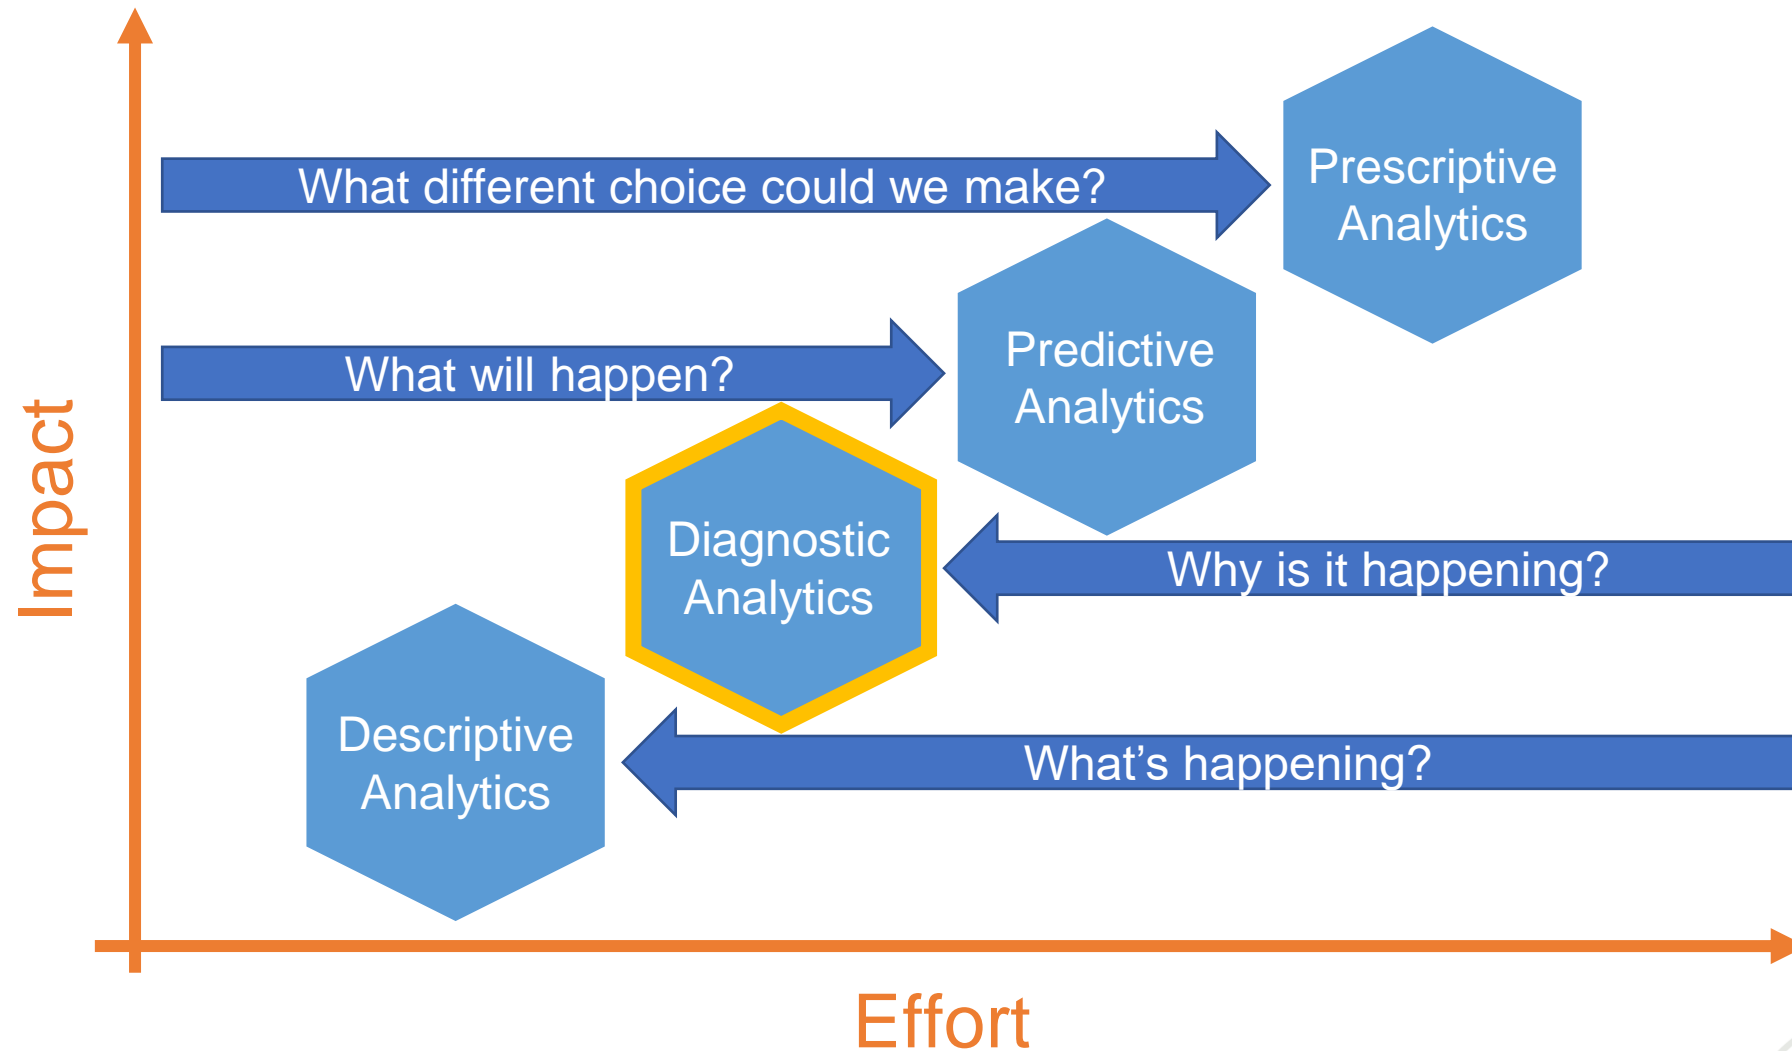 What different choice could we make?
Prescriptive
Analytics
What will happen?
Predictive
Analytics
Impact
Diagnostic
Analytics
Why is it happening?
Descriptive
Analytics
What’s happening?
Effort